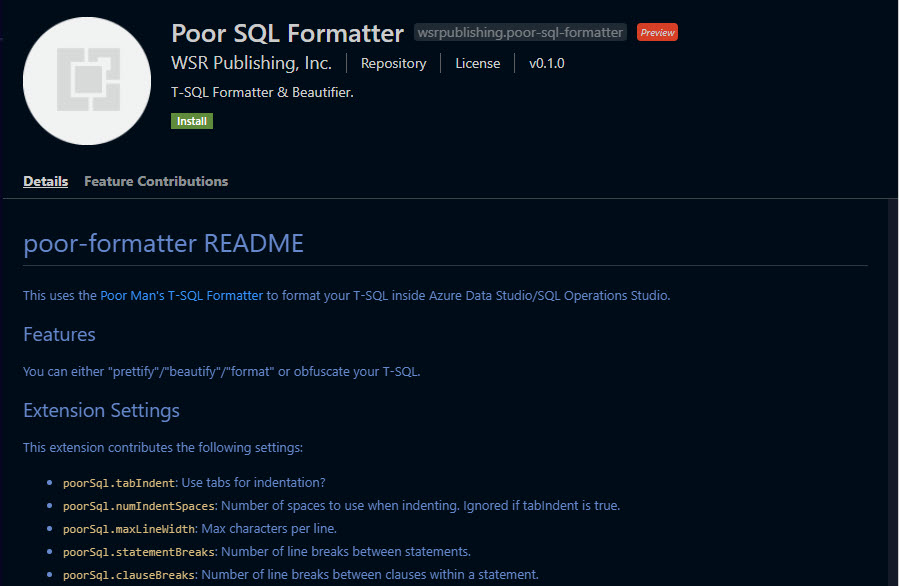 Poor SQL Formatter wsrpublishing.poor-sql-formatter Preview
WSR Publishing, Inc. Repository License v0.1.0
T-SQL Formatter & Beautifier.
Install
Details Feature Contributions
poor-formatter README
This uses the Poor Man's T-SQL Formatter to format your T-SQL inside Azure Data Studio/SQL Operations Studio.
Features
You can either "prettify"/"beautify"/"format" or obfuscate your T-SQL.
Extension Settings
This extension contributes the following settings:
• poorSql.tabIndent: Use tabs for indentation?
• poorSql.numIndentSpaces: Number of spaces to use when indenting. Ignored if tabIndent is true.
• poorSql.maxLineWidth: Max characters per line.
• poorSql.statementBreaks: Number of line breaks between statements.
• poorSql.clauseBreaks: Number of line breaks between clauses within a statement.